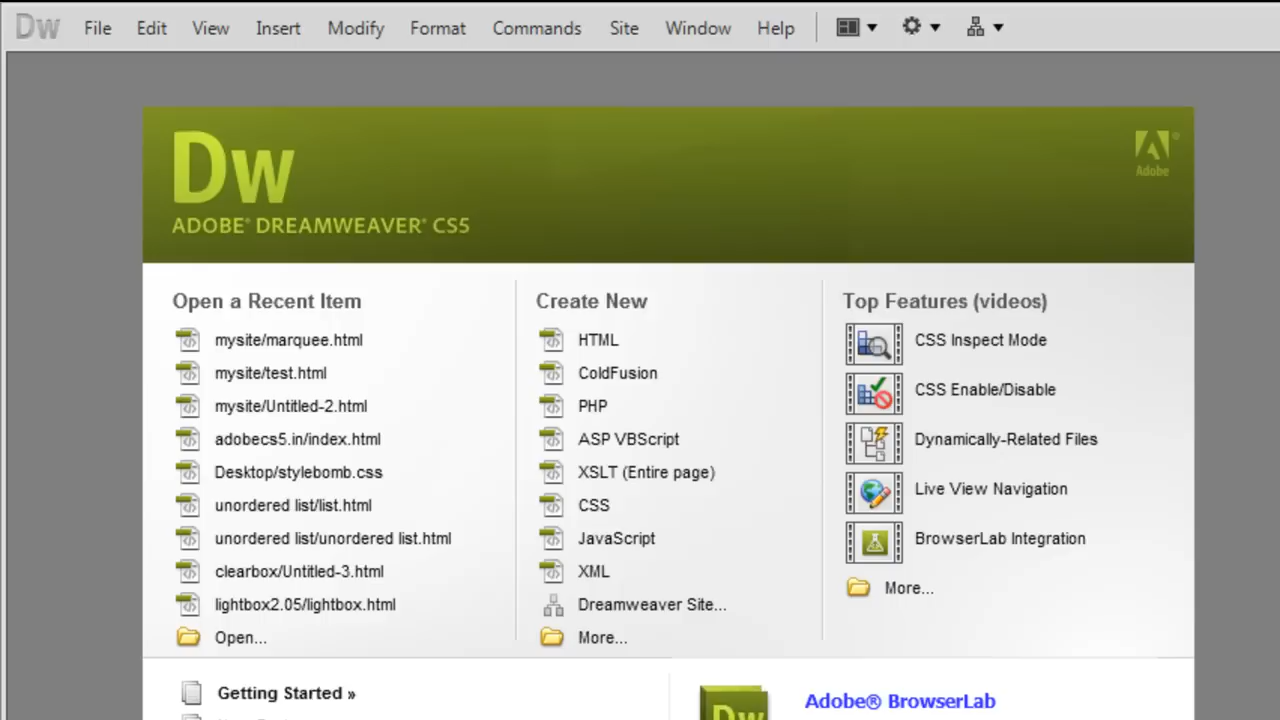 Dw File Edit View Insert Modify Format Commands Site Window Help
Dw
ADOBE® DREAMWEAVER® CS5
Adobe
Open a Recent Item
mysite/marquee.html
mysite/test.html
mysite/Untitled-2.html
adobecs5.in/index.html
Desktop/stylebomb.css
unordered list/list.html
unordered list/unordered list.html
clearbox/Untitled-3.html
lightbox2.05/lightbox.html
Open...
Create New
HTML
ColdFusion
PHP
ASP VBScript
XSLT (Entire page)
CSS
JavaScript
XML
Dreamweaver Site...
More...
Top Features (videos)
CSS Inspect Mode
CSS Enable/Disable
Dynamically-Related Files
Live View Navigation
BrowserLab Integration
More...
Getting Started »
Dw
Adobe® BrowserLab